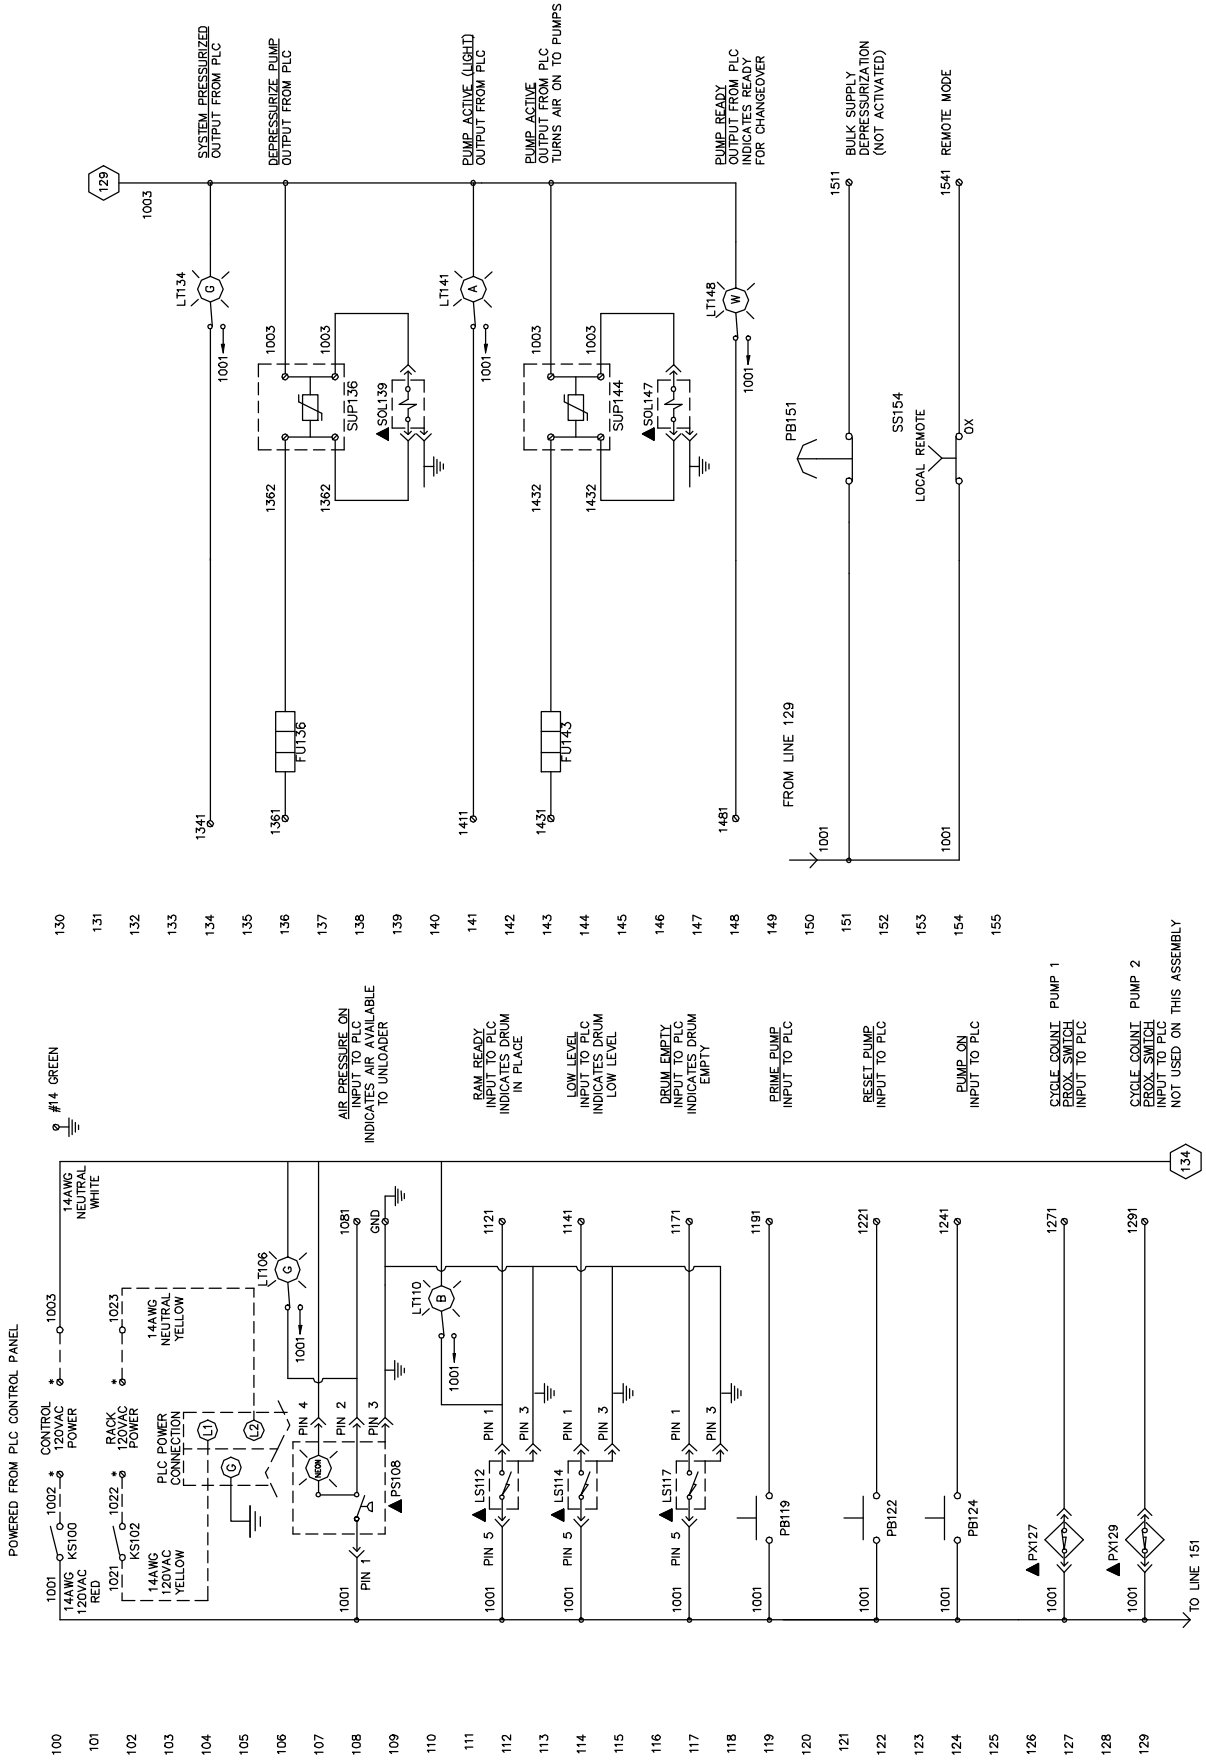 POWERED FROM PLC CONTROL PANEL
100
1001
14AWG
120VAC
RED
KS100
1002
*
CONTROL
120VAC
POWER
*
1003
14AWG
NEUTRAL
WHITE
#14 GREEN
101
102
1021
14AWG
120VAC
YELLOW
KS102
1022
*
RACK
120VAC
POWER
*
1023
14AWG
NEUTRAL
YELLOW
103
104
PLC POWER
CONNECTION
L1
L2
G
105
106
LT106
G
1001
107
NEON
PIN 4
108
1001
PIN 1
PS108
PIN 2
1081
AIR PRESSURE ON
INPUT TO PLC
INDICATES AIR AVAILABLE
TO UNLOADER
109
PIN 3
GND
110
LT110
B
1001
111
112
1001
PIN 5
LS112
PIN 1
1121
RAM READY
INPUT TO PLC
INDICATES DRUM
IN PLACE
113
PIN 3
114
1001
PIN 5
LS114
PIN 1
1141
LOW LEVEL
INPUT TO PLC
INDICATES DRUM
LOW LEVEL
115
PIN 3
116
117
1001
PIN 5
LS117
PIN 1
1171
DRUM EMPTY
INPUT TO PLC
INDICATES DRUM
EMPTY
118
PIN 3
119
1001
PB119
1191
PRIME PUMP
INPUT TO PLC
120
121
122
1001
PB122
1221
RESET PUMP
INPUT TO PLC
123
124
1001
PB124
1241
PUMP ON
INPUT TO PLC
125
126
127
1001
PX127
1271
CYCLE COUNT PUMP 1
PROX. SWITCH
INPUT TO PLC
128
129
1001
PX129
1291
CYCLE COUNT PUMP 2
PROX. SWITCH
INPUT TO PLC
NOT USED ON THIS ASSEMBLY
TO LINE 151
134
130
129
131
132
1003
133
134
1341
1001
LT134
G
SYSTEM PRESSURIZED
OUTPUT FROM PLC
135
136
1361
FU136
1362
1003
DEPRESSURIZE PUMP
OUTPUT FROM PLC
137
1362
1003
SUP136
138
139
SOL139
140
141
1411
1001
LT141
A
PUMP ACTIVE (LIGHT)
OUTPUT FROM PLC
142
143
1431
FU143
1432
1003
PUMP ACTIVE
OUTPUT FROM PLC
TURNS AIR ON TO PUMPS
144
1432
1003
SUP144
145
146
SOL147
147
148
1481
1001
LT148
W
PUMP READY
OUTPUT FROM PLC
INDICATES READY
FOR CHANGEOVER
149
FROM LINE 129
150
151
1001
PB151
1511
BULK SUPPLY
DEPRESSURIZATION
(NOT ACTIVATED)
152
153
154
1001
SS154
LOCAL REMOTE
OX
1541
REMOTE MODE
155